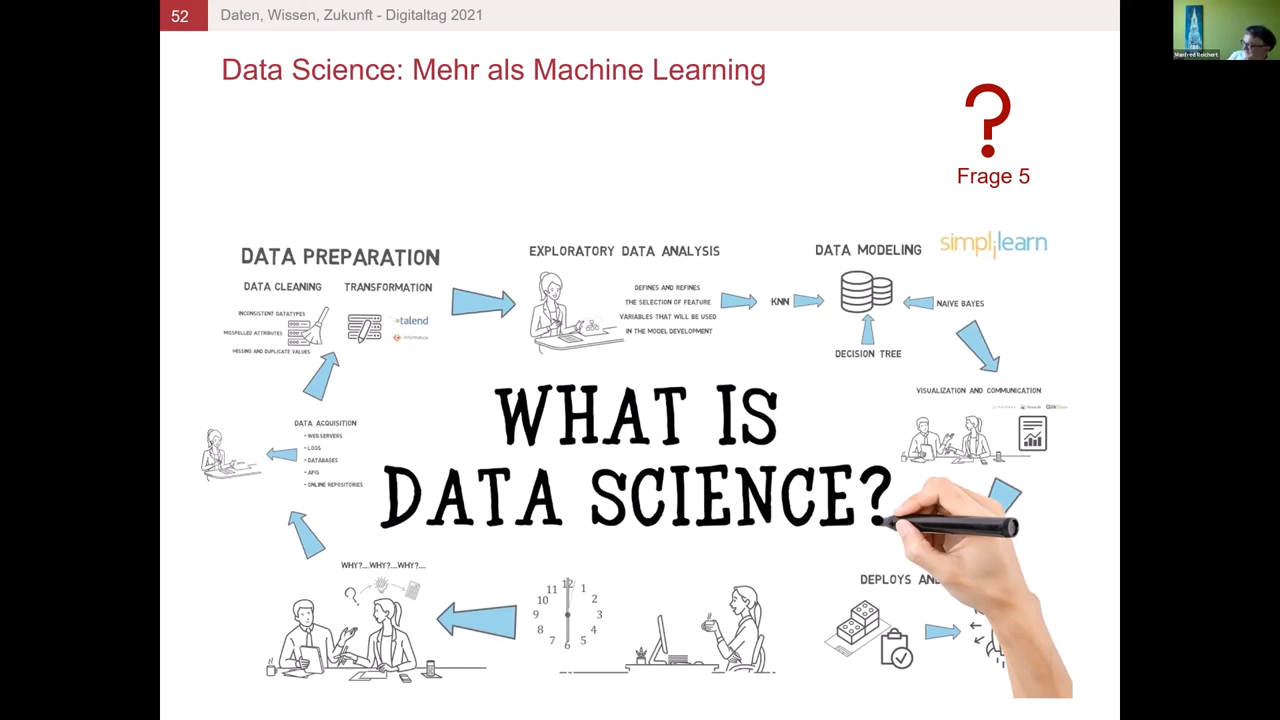 52
Daten, Wissen, Zukunft - Digitaltag 2021
Manfred Reichert
Data Science: Mehr als Machine Learning
?
Frage 5
simplilearn
DATA PREPARATION
DATA CLEANING
TRANSFORMATION
INCONSISTENT DATATYPES
MISSPELLED ATTRIBUTES
MISSING AND DUPLICATE VALUES
talend
Informatica
EXPLORATORY DATA ANALYSIS
DEFINES AND REFINES
THE SELECTION OF FEATURE
VARIABLES THAT WILL BE USED
IN THE MODEL DEVELOPMENT
DATA MODELING
KNN
NAIVE BAYES
DECISION TREE
VISUALIZATION AND COMMUNICATION
QlikView
DATA ACQUISITION
- WEB SERVERS
- LOGS
- DATABASES
- APIS
- ONLINE REPOSITORIES
WHAT IS
DATA SCIENCE?
WHY?....WHY?....WHY?....
?
12
1
2
3
4
5
6
7
8
9
10
11
DEPLOYS AN